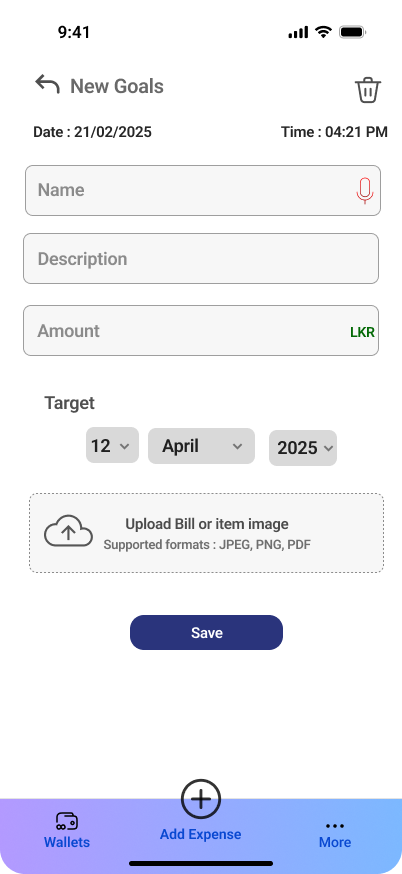 9:41
New Goals
Date : 21/02/2025 Time : 04:21 PM
Name
Description
Amount LKR
Target
12 April 2025
Upload Bill or item image
Supported formats : JPEG, PNG, PDF
Save
Wallets Add Expense More